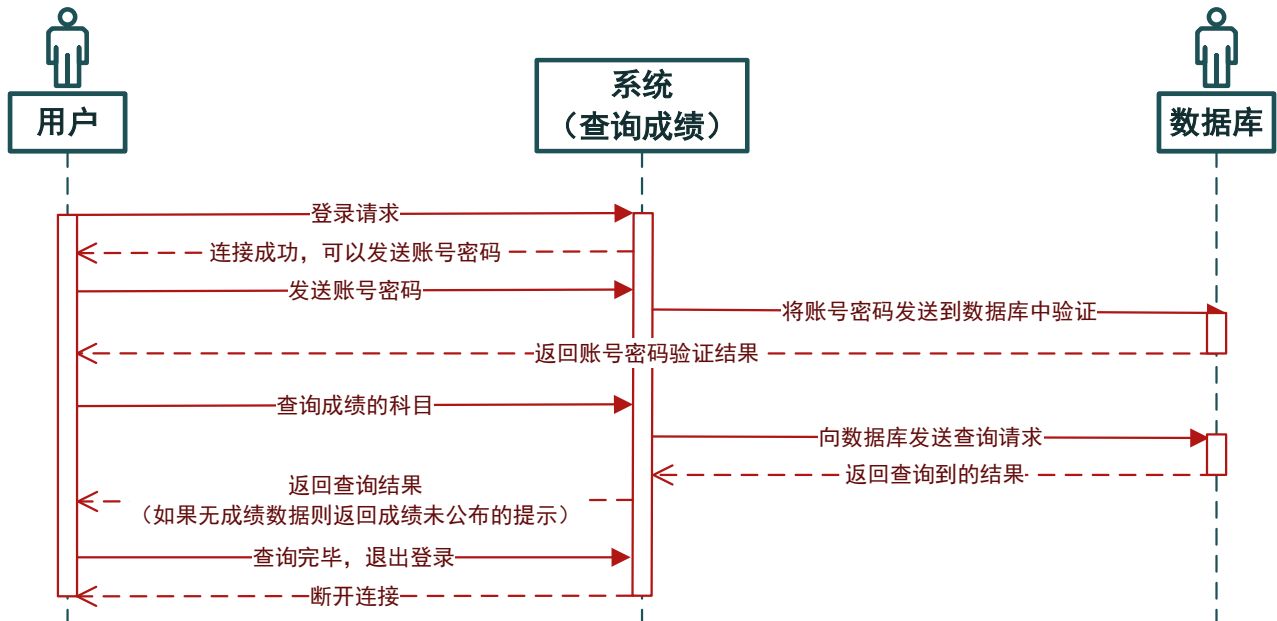 用户
系统
（查询成绩）
数据库
登录请求
连接成功，可以发送账号密码
发送账号密码
将账号密码发送到数据库中验证
返回账号密码验证结果
查询成绩的科目
向数据库发送查询请求
返回查询到的结果
返回查询结果
（如果无成绩数据则返回成绩未公布的提示）
查询完毕，退出登录
断开连接